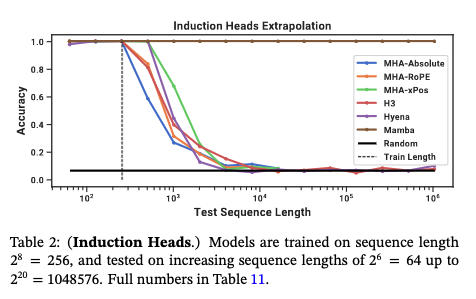 Induction Heads Extrapolation
1.0
0.8
0.6
0.4
0.2
0.0
Accuracy
MHA-Absolute
MHA-RoPE
MHA-xPos
H3
Hyena
Mamba
Random
Train Length
10² 10³ 10⁴ 10⁵ 10⁶
Test Sequence Length
Table 2: (Induction Heads.) Models are trained on sequence length
2⁸ = 256, and tested on increasing sequence lengths of 2⁶ = 64 up to
2²⁰ = 1048576. Full numbers in Table 11.